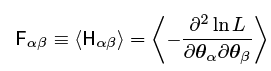 F_{αβ} ≡ ⟨H_{αβ}⟩ = ⟨ −∂² ln L / ∂θ_α ∂θ_β ⟩